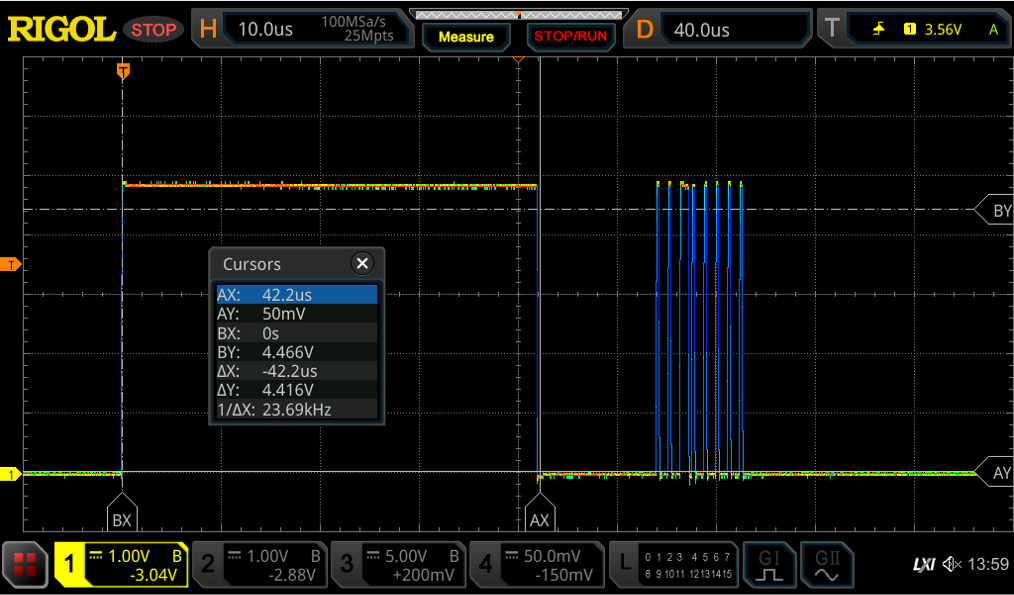 RIGOL STOP H 10.0us 100MSa/s 25Mpts Measure STOP/RUN D 40.0us T 1 3.56V A
T
BY
T
Cursors
AX: 42.2us
AY: 50mV
BX: 0s
BY: 4.466V
ΔX: -42.2us
ΔY: 4.416V
1/ΔX: 23.69kHz
1
AY
BX AX
1 1.00V B -3.04V 2 1.00V B -2.88V 3 5.00V B +200mV 4 50.0mV -150mV L 0 1 2 3 4 5 6 7 8 9 10 11 12 13 14 15 GI GII LXI 13:59